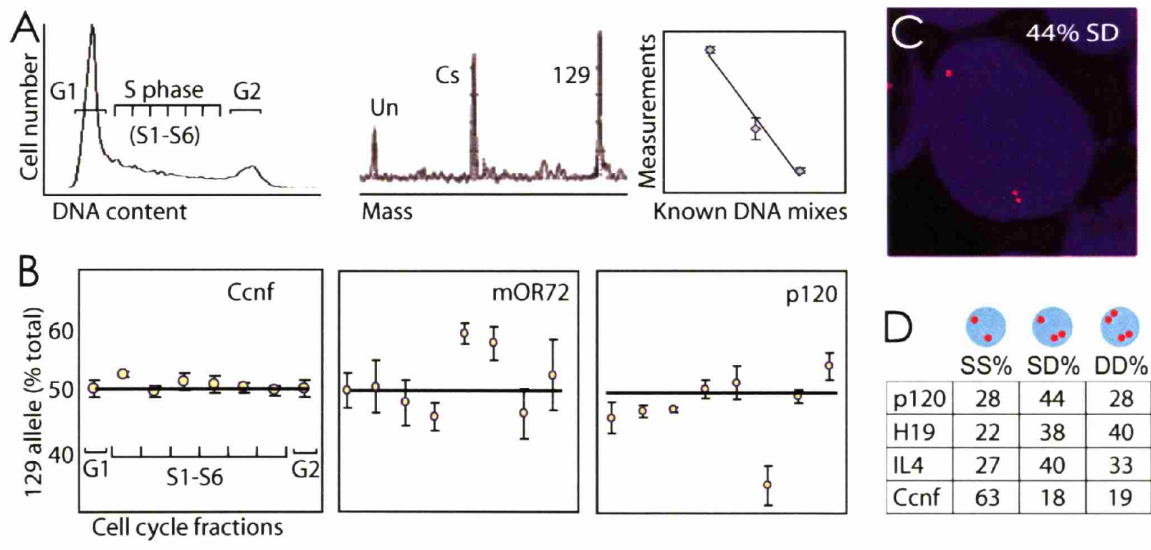 A
Cell number
G1
S phase
G2
(S1-S6)
DNA content
Un
Cs
129
Mass
Measurements
Known DNA mixes
C
44% SD
B
129 allele (% total)
60
50
40
Ccnf
G1
S1-S6
G2
Cell cycle fractions
mOR72
p120
D
SS% SD% DD%
p120 28 44 28
H19 22 38 40
IL4 27 40 33
Ccnf 63 18 19